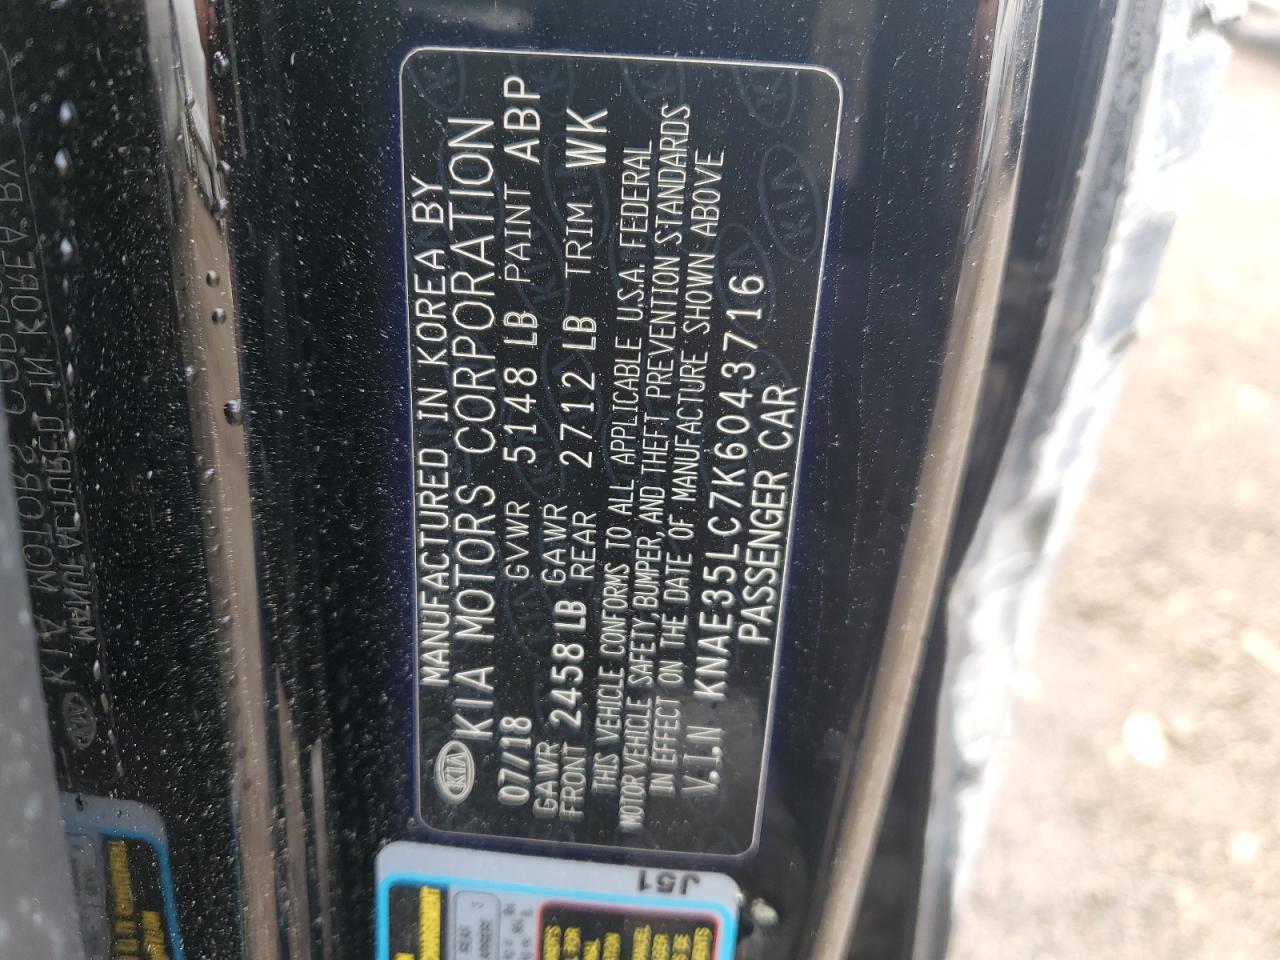 MANUFACTURED IN KOREA BY
KIA KIA MOTORS CORPORATION
07/18 GVWR 5148 LB PAINT ABP
GAWR FRONT 2458 LB GAWR REAR 2712 LB TRIM WK
THIS VEHICLE CONFORMS TO ALL APPLICABLE U.S.A. FEDERAL
MOTOR VEHICLE SAFETY, BUMPER, AND THEFT PREVENTION STANDARDS
IN EFFECT ON THE DATE OF MANUFACTURE SHOWN ABOVE
V.I.N KNAE35LC7K6043716
PASSENGER CAR
J51